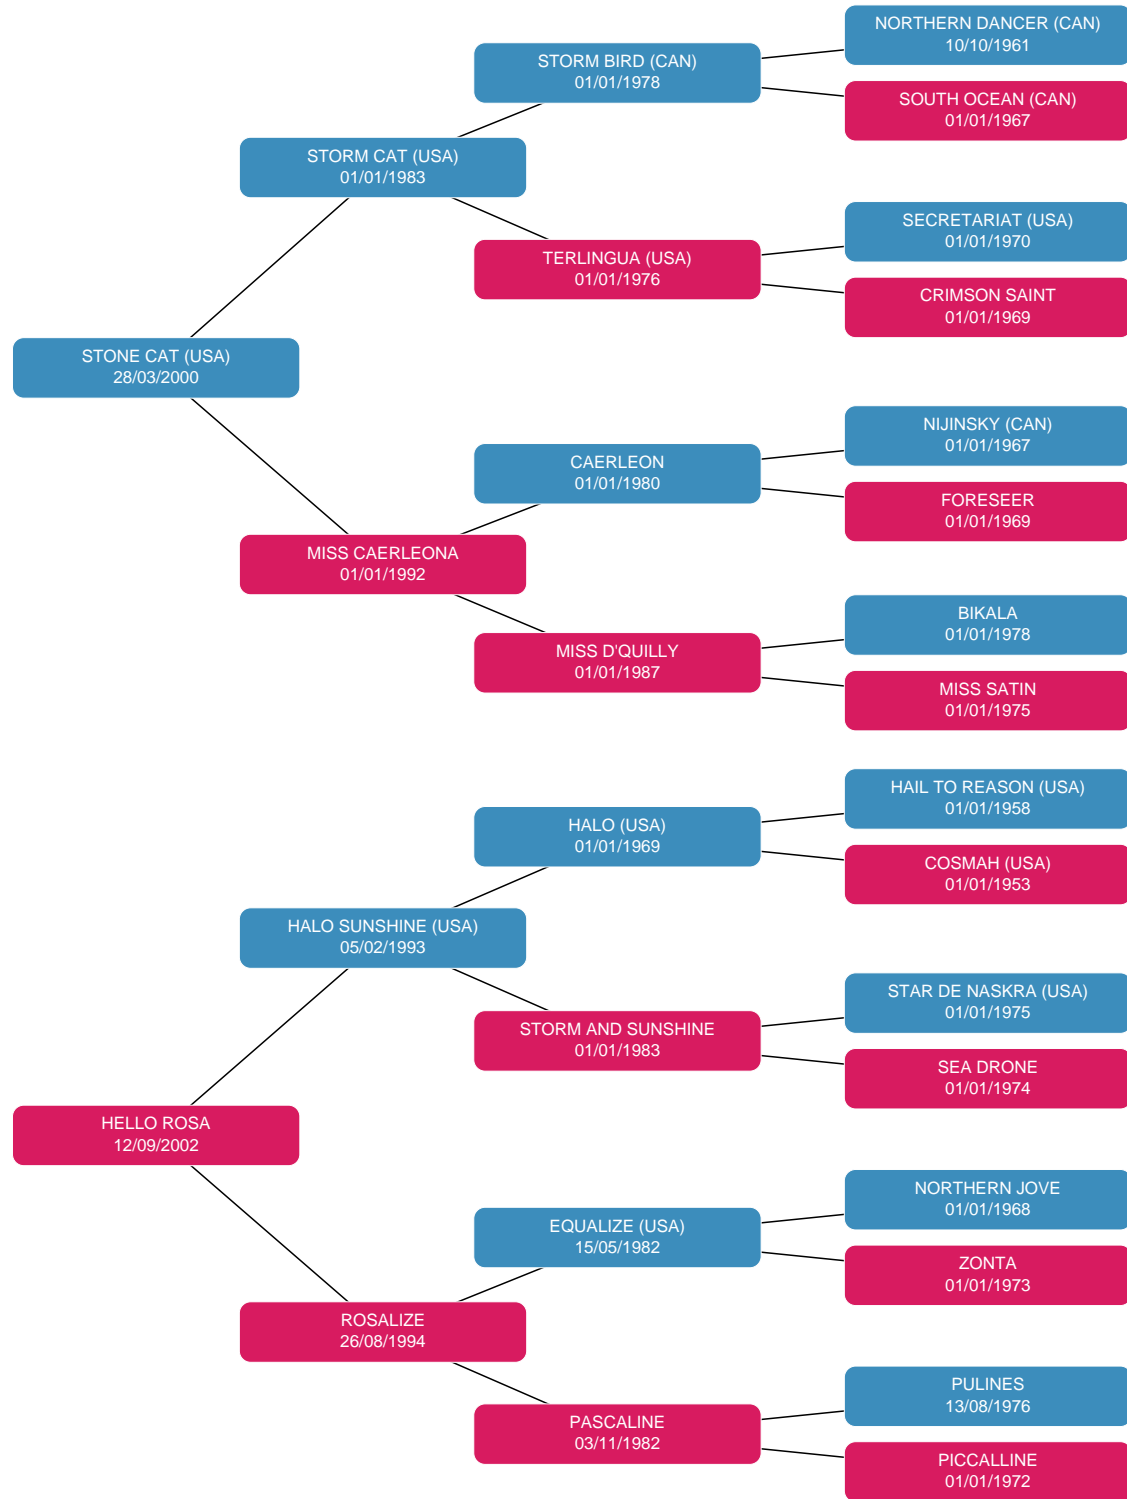 NORTHERN DANCER (CAN)
10/10/1961
STORM BIRD (CAN)
01/01/1978
SOUTH OCEAN (CAN)
01/01/1967
STORM CAT (USA)
01/01/1983
SECRETARIAT (USA)
01/01/1970
TERLINGUA (USA)
01/01/1976
CRIMSON SAINT
01/01/1969
STONE CAT (USA)
28/03/2000
NIJINSKY (CAN)
01/01/1967
CAERLEON
01/01/1980
FORESEER
01/01/1969
MISS CAERLEONA
01/01/1992
BIKALA
01/01/1978
MISS D'QUILLY
01/01/1987
MISS SATIN
01/01/1975
HAIL TO REASON (USA)
01/01/1958
HALO (USA)
01/01/1969
COSMAH (USA)
01/01/1953
HALO SUNSHINE (USA)
05/02/1993
STAR DE NASKRA (USA)
01/01/1975
STORM AND SUNSHINE
01/01/1983
SEA DRONE
01/01/1974
HELLO ROSA
12/09/2002
NORTHERN JOVE
01/01/1968
EQUALIZE (USA)
15/05/1982
ZONTA
01/01/1973
ROSALIZE
26/08/1994
PULINES
13/08/1976
PASCALINE
03/11/1982
PICCALLINE
01/01/1972